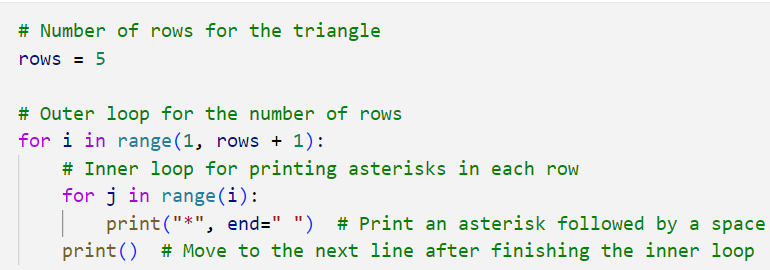 # Number of rows for the triangle
rows = 5

# Outer loop for the number of rows
for i in range(1, rows + 1):
    # Inner loop for printing asterisks in each row
    for j in range(i):
        print("*", end=" ")  # Print an asterisk followed by a space
    print()  # Move to the next line after finishing the inner loop